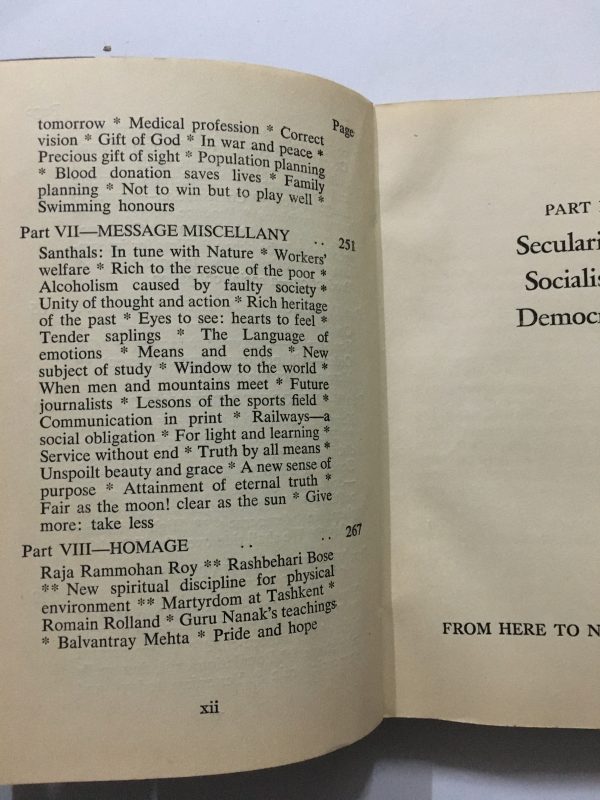 Page
tomorrow * Medical profession * Correct
vision * Gift of God * In war and peace *
Precious gift of sight * Population planning
* Blood donation saves lives * Family
planning * Not to win but to play well *
Swimming honours
Part VII—MESSAGE MISCELLANY .. 251
Santhals: In tune with Nature * Workers'
welfare * Rich to the rescue of the poor *
Alcoholism caused by faulty society *
Unity of thought and action * Rich heritage
of the past * Eyes to see: hearts to feel *
Tender saplings * The Language of
emotions * Means and ends * New
subject of study * Window to the world *
When men and mountains meet * Future
journalists * Lessons of the sports field *
Communication in print * Railways—a
social obligation * For light and learning *
Service without end * Truth by all means *
Unspoilt beauty and grace * A new sense of
purpose * Attainment of eternal truth *
Fair as the moon! clear as the sun * Give
more: take less
Part VIII—HOMAGE .. .. 267
Raja Rammohan Roy ** Rashbehari Bose
** New spiritual discipline for physical
environment ** Martyrdom at Tashkent *
Romain Rolland * Guru Nanak's teachings
* Balvantray Mehta * Pride and hope
xii
PART
Seculari
Socialis
Democr
FROM HERE TO N